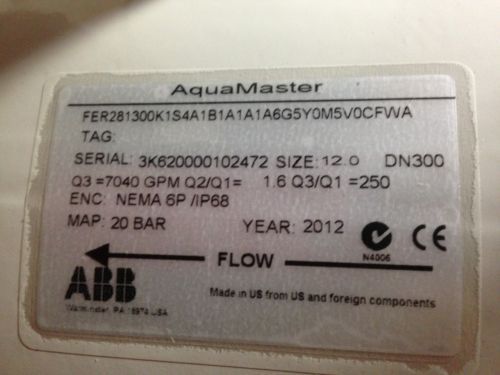 AquaMaster
FER281300K1S4A1B1A1A1A6G5Y0M5V0CFWA
TAG:
SERIAL: 3K620000102472 SIZE: 12.0 DN300
Q3 =7040 GPM Q2/Q1= 1.6 Q3/Q1 =250
ENC: NEMA 6P /IP68
MAP: 20 BAR YEAR: 2012
N4006
CE
FLOW
ABB
Made in US from US and foreign components
Warminster, PA 18974 USA